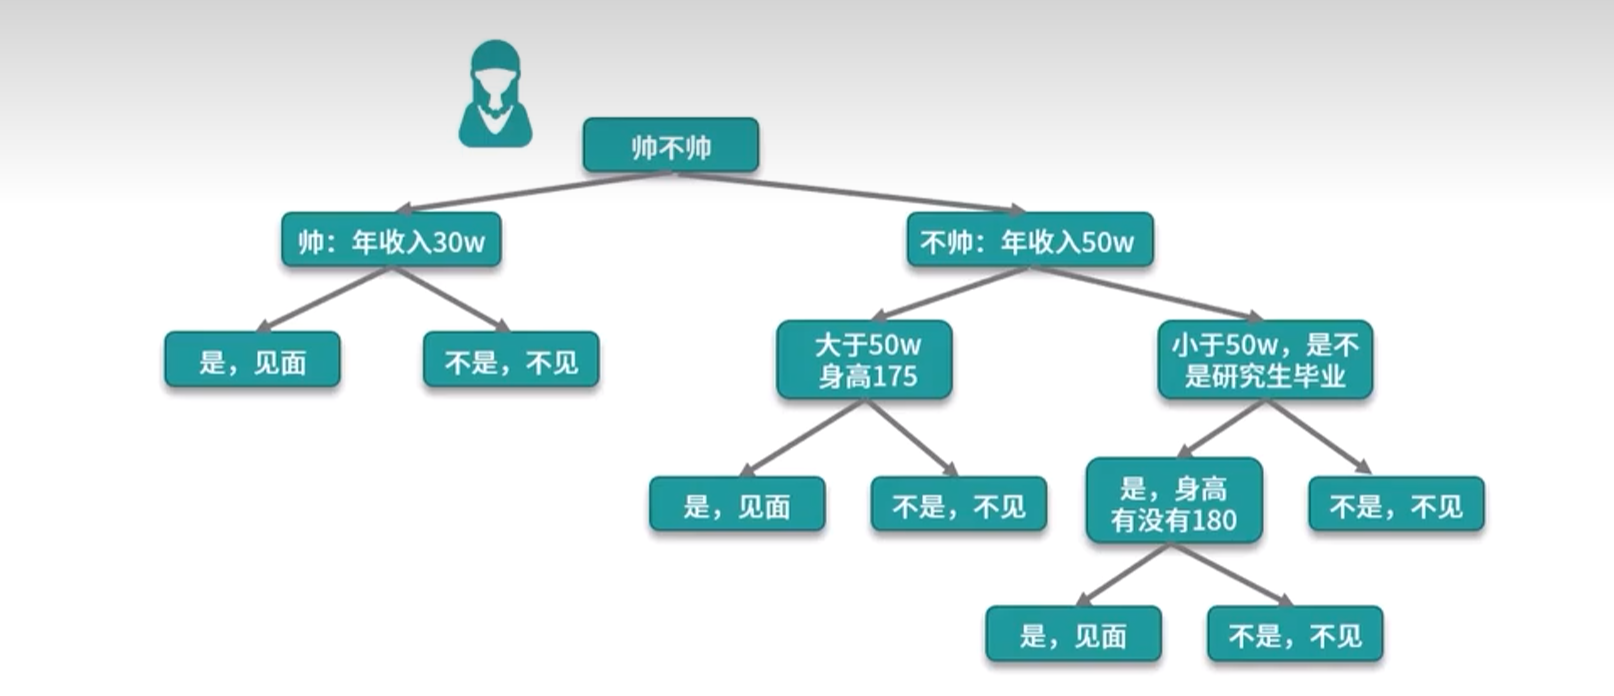 帅不帅
帅：年收入30w
不帅：年收入50w
是，见面
不是，不见
大于50w
身高175
小于50w，是不
是研究生毕业
是，见面
不是，不见
是，身高
有没有180
不是，不见
是，见面
不是，不见